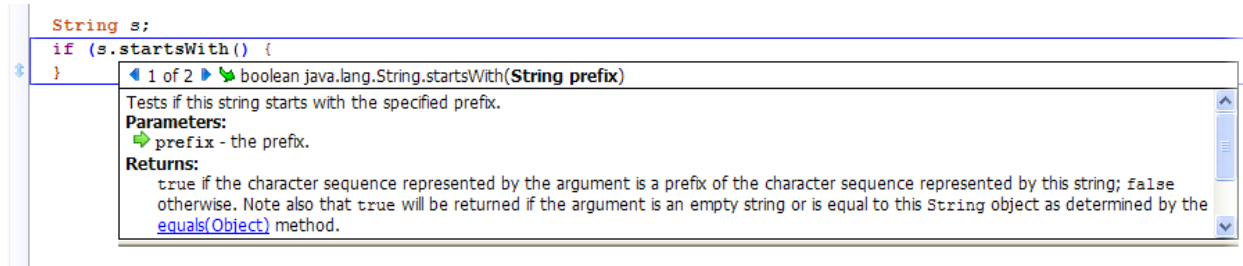 String s;
if (s.startsWith() {
}
1 of 2 boolean java.lang.String.startsWith(String prefix)
Tests if this string starts with the specified prefix.
Parameters:
prefix - the prefix.
Returns:
true if the character sequence represented by the argument is a prefix of the character sequence represented by this string; false
otherwise. Note also that true will be returned if the argument is an empty string or is equal to this String object as determined by the
equals(Object) method.